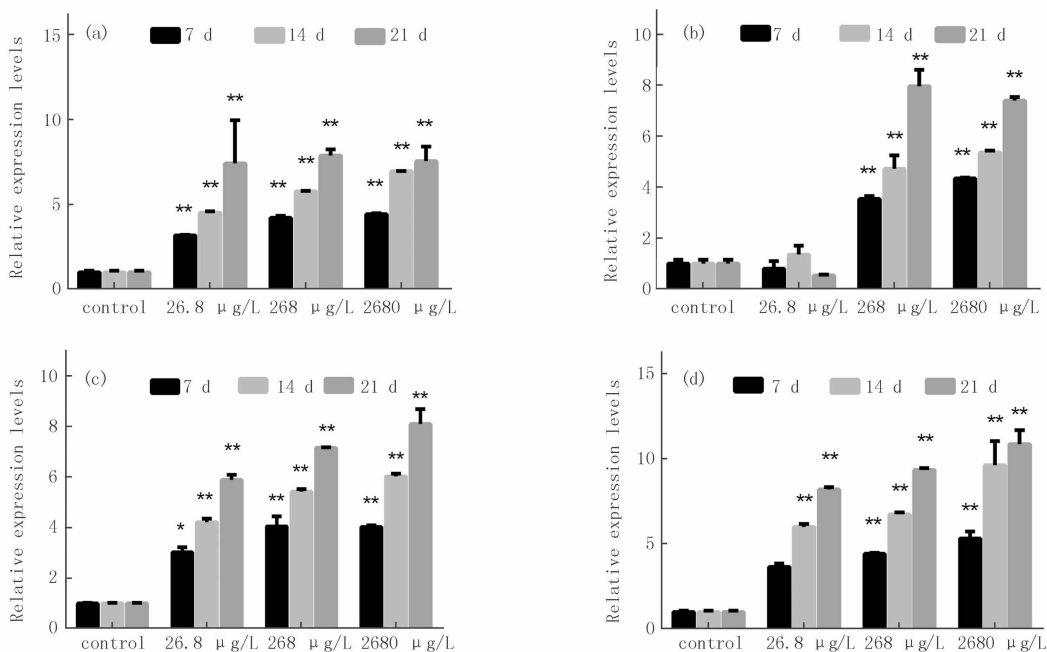 (a) 7 d 14 d 21 d
Relative expression levels
15
10
5
0
** ** ** ** ** ** ** ** **
control 26.8 μg/L 268 μg/L 2680 μg/L
(b) 7 d 14 d 21 d
Relative expression levels
10
8
6
4
2
0
** ** ** ** ** **
control 26.8 μg/L 268 μg/L 2680 μg/L
(c) 7 d 14 d 21 d
Relative expression levels
10
8
6
4
2
0
* ** ** ** ** ** ** ** **
control 26.8 μg/L 268 μg/L 2680 μg/L
(d) 7 d 14 d 21 d
Relative expression levels
15
10
5
0
** ** ** ** ** ** ** **
control 26.8 μg/L 268 μg/L 2680 μg/L